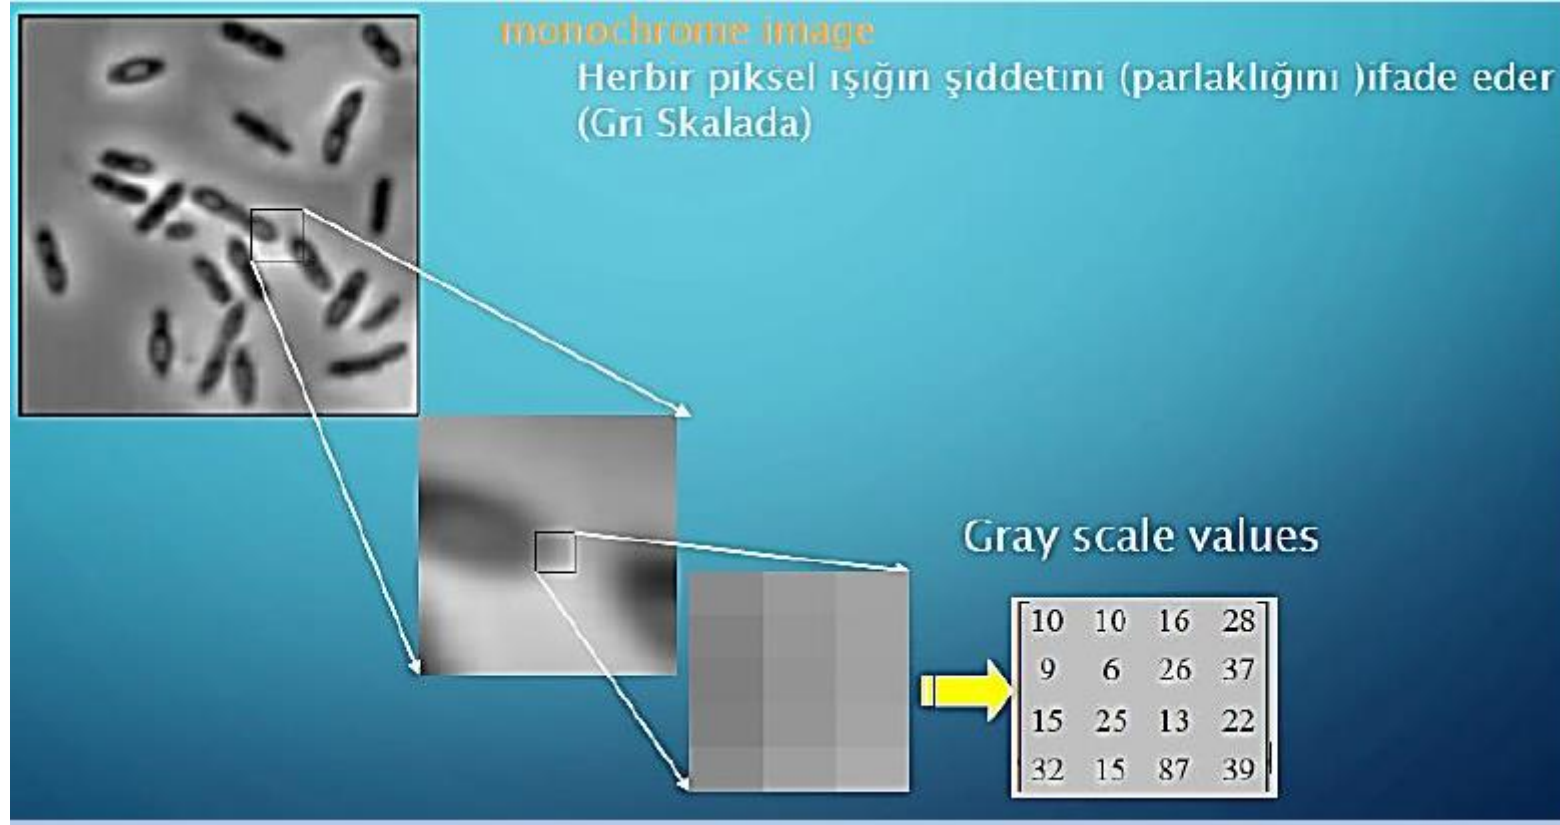 monochrome image
Herbir piksel ışığın şiddetini (parlaklığını )ifade eder
(Gri Skalada)
Gray scale values
10 10 16 28
9 6 26 37
15 25 13 22
32 15 87 39